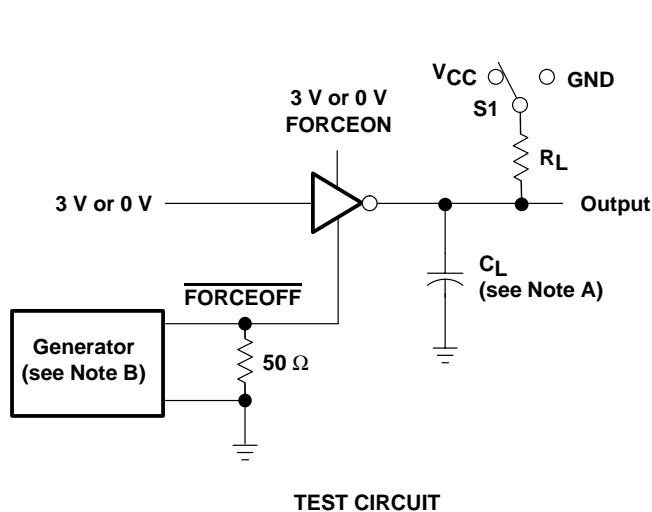 VCC
GND
S1
3 V or 0 V
FORCEON
RL
3 V or 0 V
Output
CL
(see Note A)
FORCEOFF
Generator
(see Note B)
50 Ω
TEST CIRCUIT